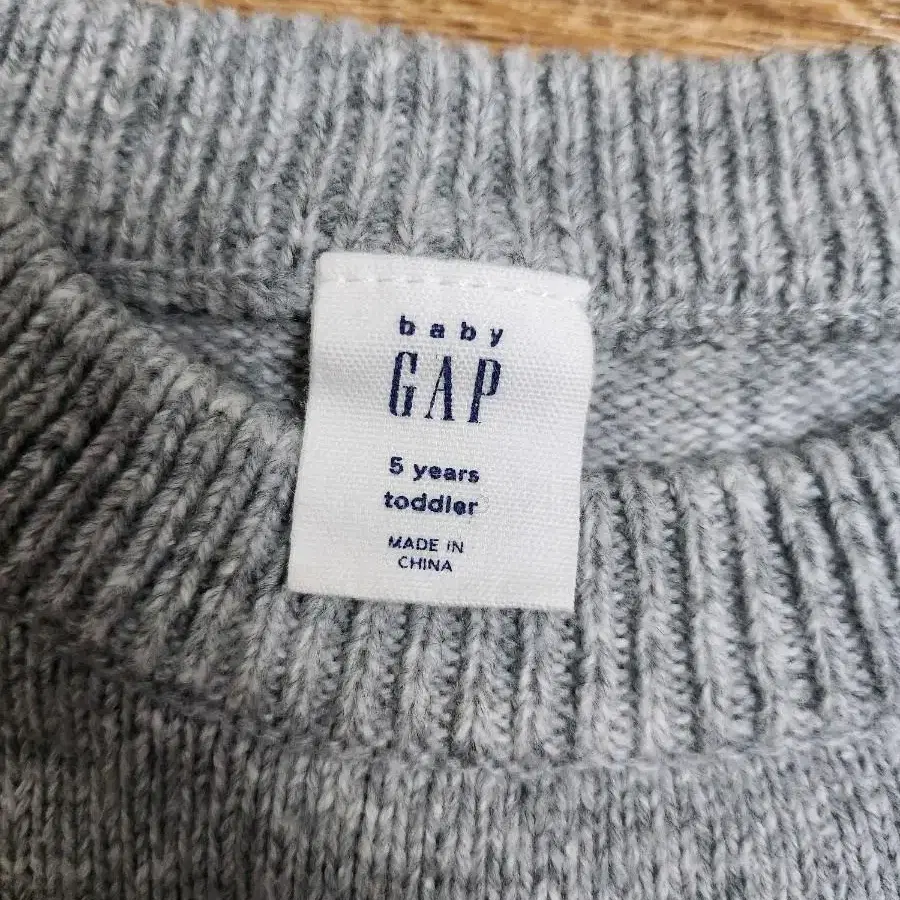 baby
GAP
5 years
toddler
MADE IN
CHINA